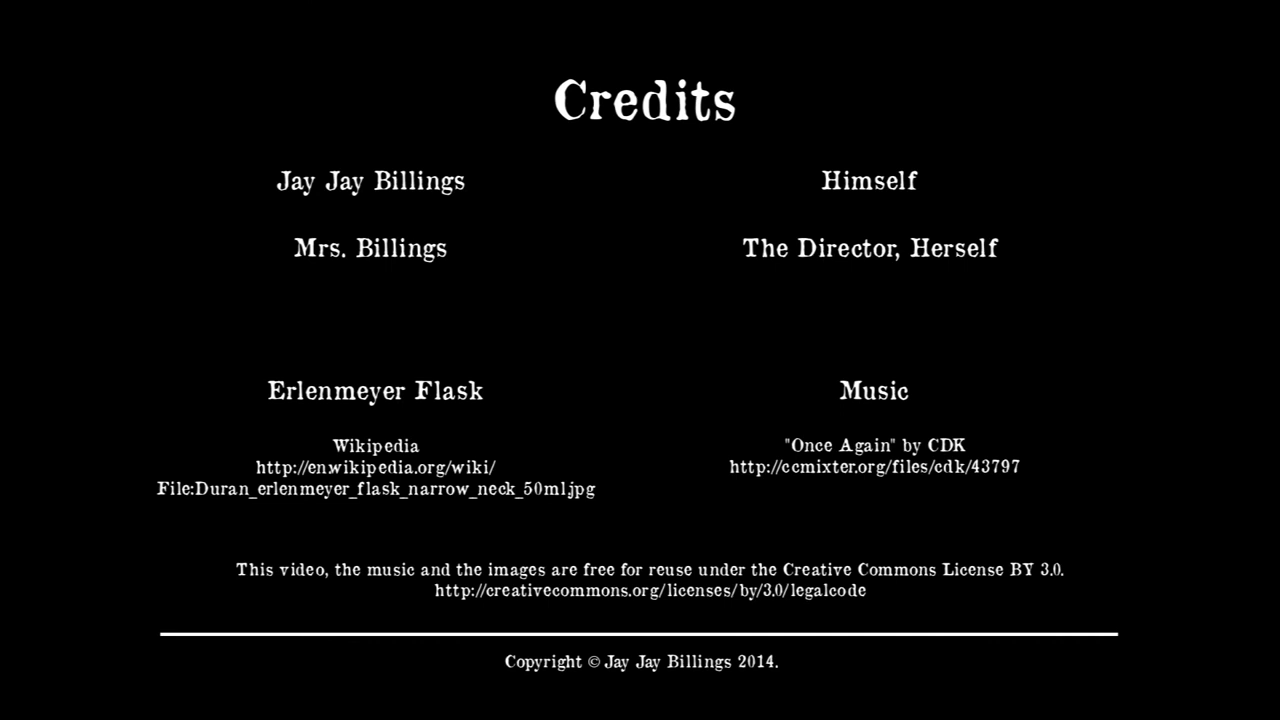 Credits
Jay Jay Billings
Himself
Mrs. Billings
The Director, Herself
Erlenmeyer Flask
Wikipedia
http://en.wikipedia.org/wiki/
File:Duran_erlenmeyer_flask_narrow_neck_50ml.jpg
Music
"Once Again" by CDK
http://ccmixter.org/files/cdk/43797
This video, the music and the images are free for reuse under the Creative Commons License BY 3.0.
http://creativecommons.org/licenses/by/3.0/legalcode
Copyright © Jay Jay Billings 2014.